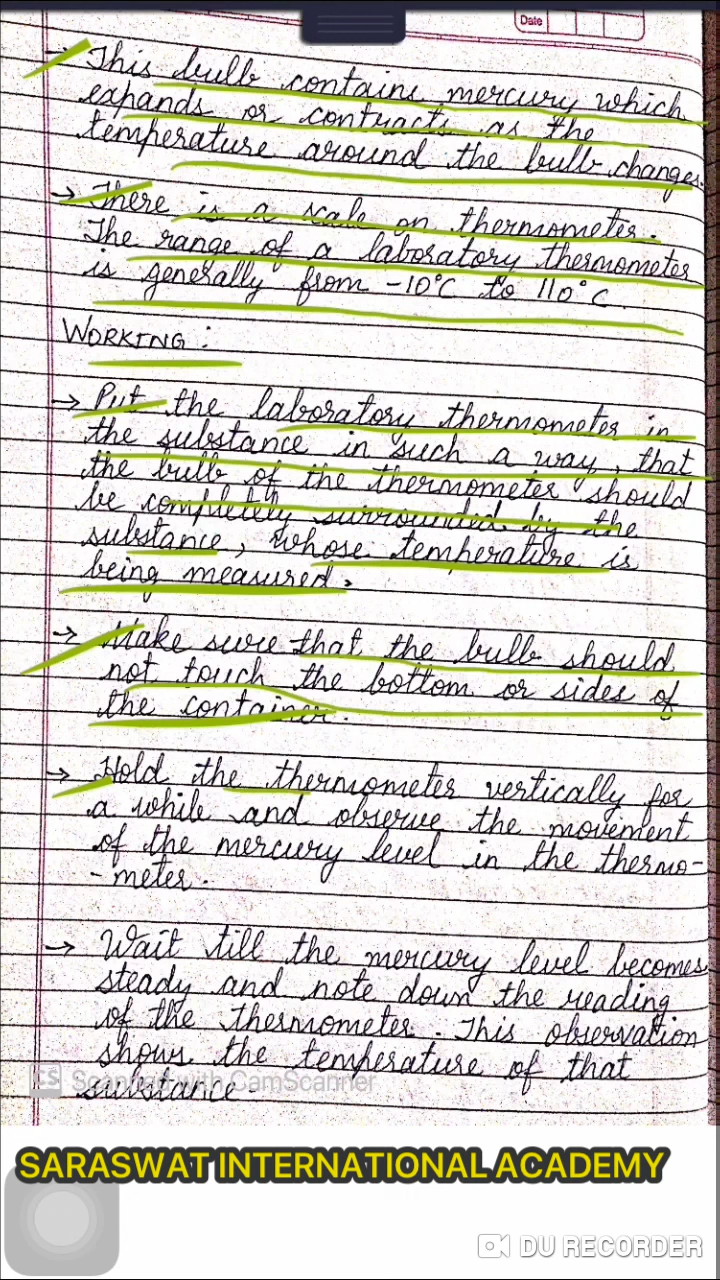 Date
→ This bulb contains mercury which
expands or contracts as the
temperature around the bulb changes.
→ There is a scale on thermometer.
The range of a laboratory thermometer
is generally from -10°C to 110°C.
WORKING :
→ Put the laboratory thermometer in
the substance in such a way, that
the bulb of the thermometer should
be completely surrounded by the
substance, whose temperature is
being measured.
→ Make sure that the bulb should
not touch the bottom or sides of
the container.
→ Hold the thermometer vertically for
a while and observe the movement
of the mercury level in the thermo-
-meter.
→ Wait till the mercury level becomes
steady and note down the reading
of the thermometer. This observation
shows the temperature of that
substance-
CS Scanned with CamScanner
SARASWAT INTERNATIONAL ACADEMY
DU RECORDER